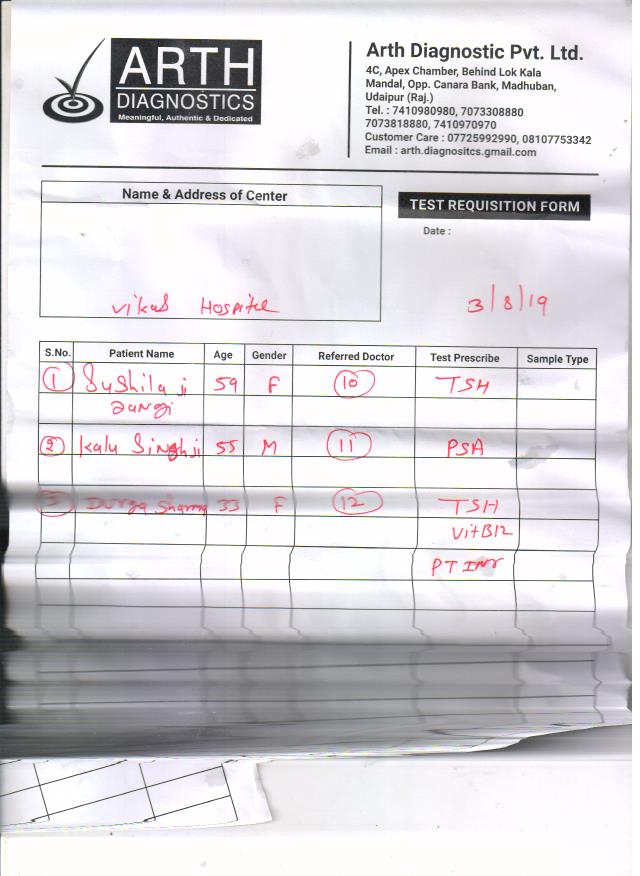 ARTH
DIAGNOSTICS
Meaningful, Authentic & Dedicated
Arth Diagnostic Pvt. Ltd.
4C, Apex Chamber, Behind Lok Kala
Mandal, Opp. Canara Bank, Madhuban,
Udaipur (Raj.)
Tel. : 7410980980, 7073308880
7073818880, 7410970970
Customer Care : 07725992990, 08107753342
Email : arth.diagnositcs.gmail.com
Name & Address of Center
TEST REQUISITION FORM
Date :
3/8/19
Vikas Hospital
S.No. Patient Name Age Gender Referred Doctor Test Prescribe Sample Type
1 Sushila ji 59 F 10 TSH
2 Kalu Singh ji 55 M 11 PSA
3 Durga Sharma 33 F 12 TSH
Vit B12
PT INR